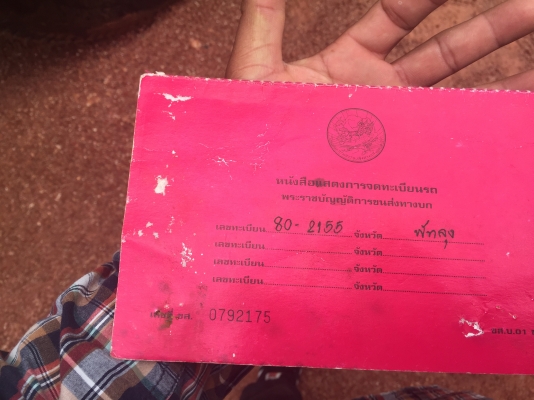 หนังสือแสดงการจดทะเบียนรถ
พระราชบัญญัติการขนส่งทางบก
เลขทะเบียน 80-2155 จังหวัด พัทลุง
เลขทะเบียน จังหวัด
เลขทะเบียน จังหวัด
เลขทะเบียน จังหวัด
0792175